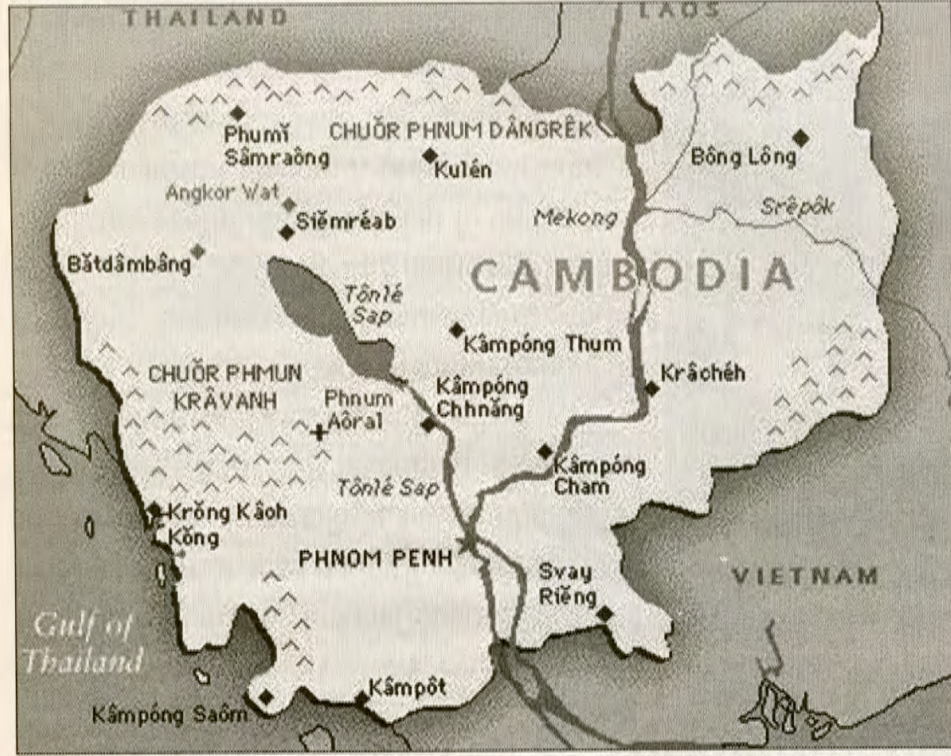 THAILAND
LAOS
Phumĭ
Sâmraông
CHUŎR PHNUM DÂNGRÊK
Kulén
Bông Lông
Angkor Wat
Siĕmréab
Mekong
Srêpôk
Bătdâmbâng
CAMBODIA
Tônlé
Sap
Kâmpóng Thum
CHUŎR PHMUN
KRÂVANH
Phnum
Aôral
Kâmpóng
Chhnăng
Krâchéh
Kâmpóng
Cham
Tônlé Sap
Krŏng Kâoh
Kŏng
PHNOM PENH
Svay
Riĕng
VIETNAM
Gulf of
Thailand
Kâmpôt
Kâmpóng Saôm